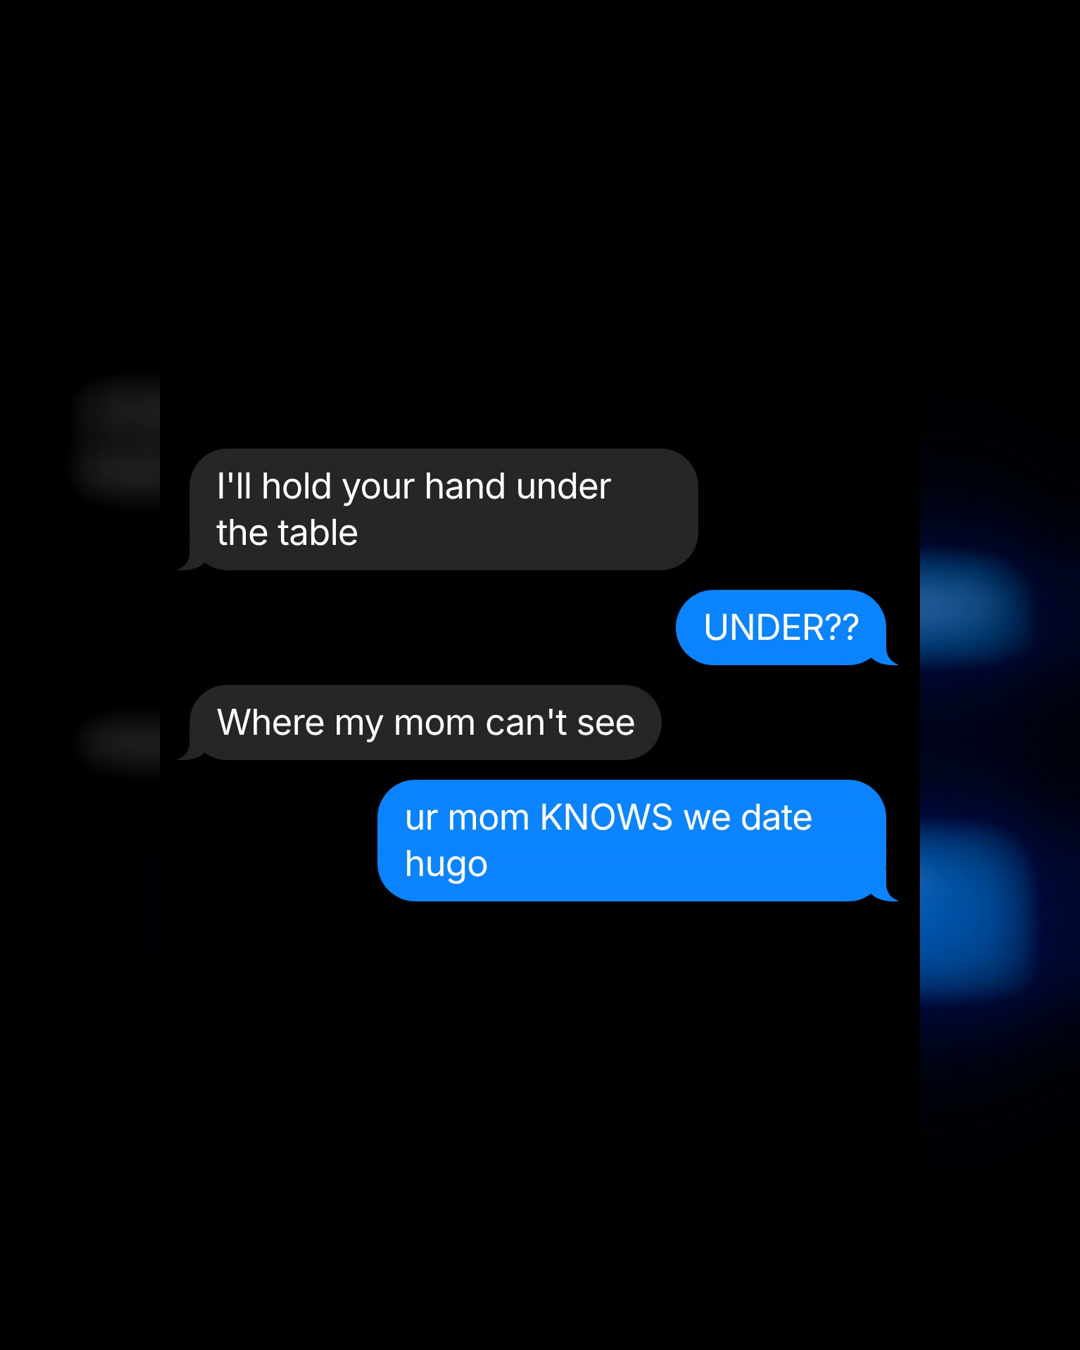 I'll hold your hand under
the table
UNDER??
Where my mom can't see
ur mom KNOWS we date
hugo